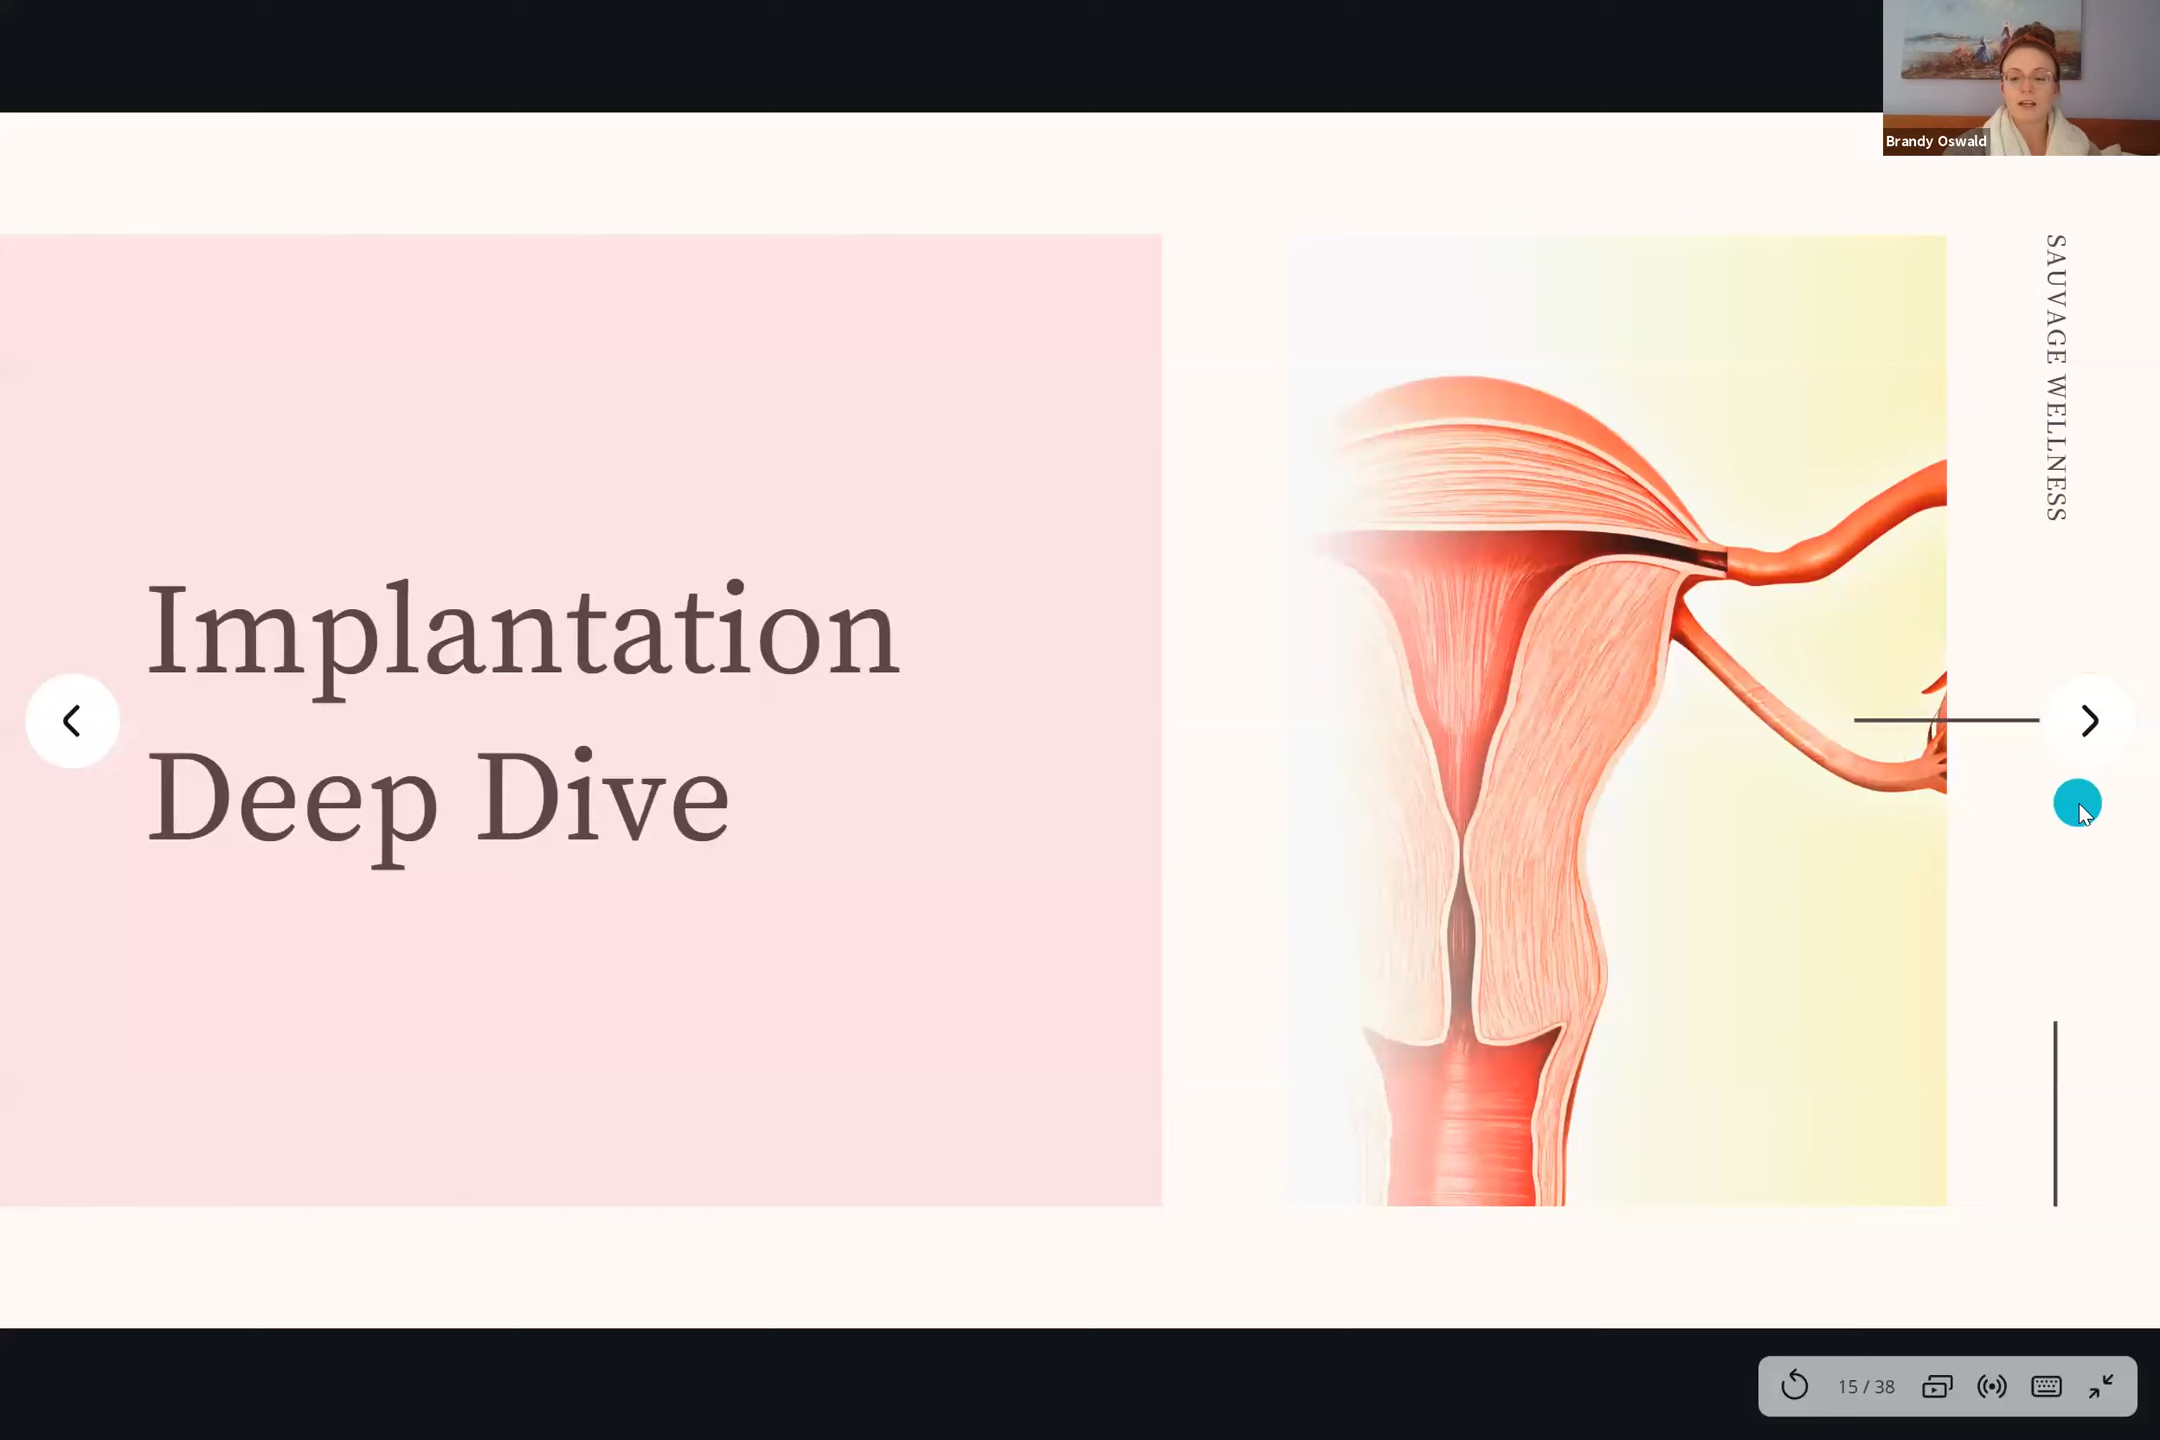 Brandy Oswald
SAUVAGE WELLNESS
Implantation
Deep Dive
15 / 38